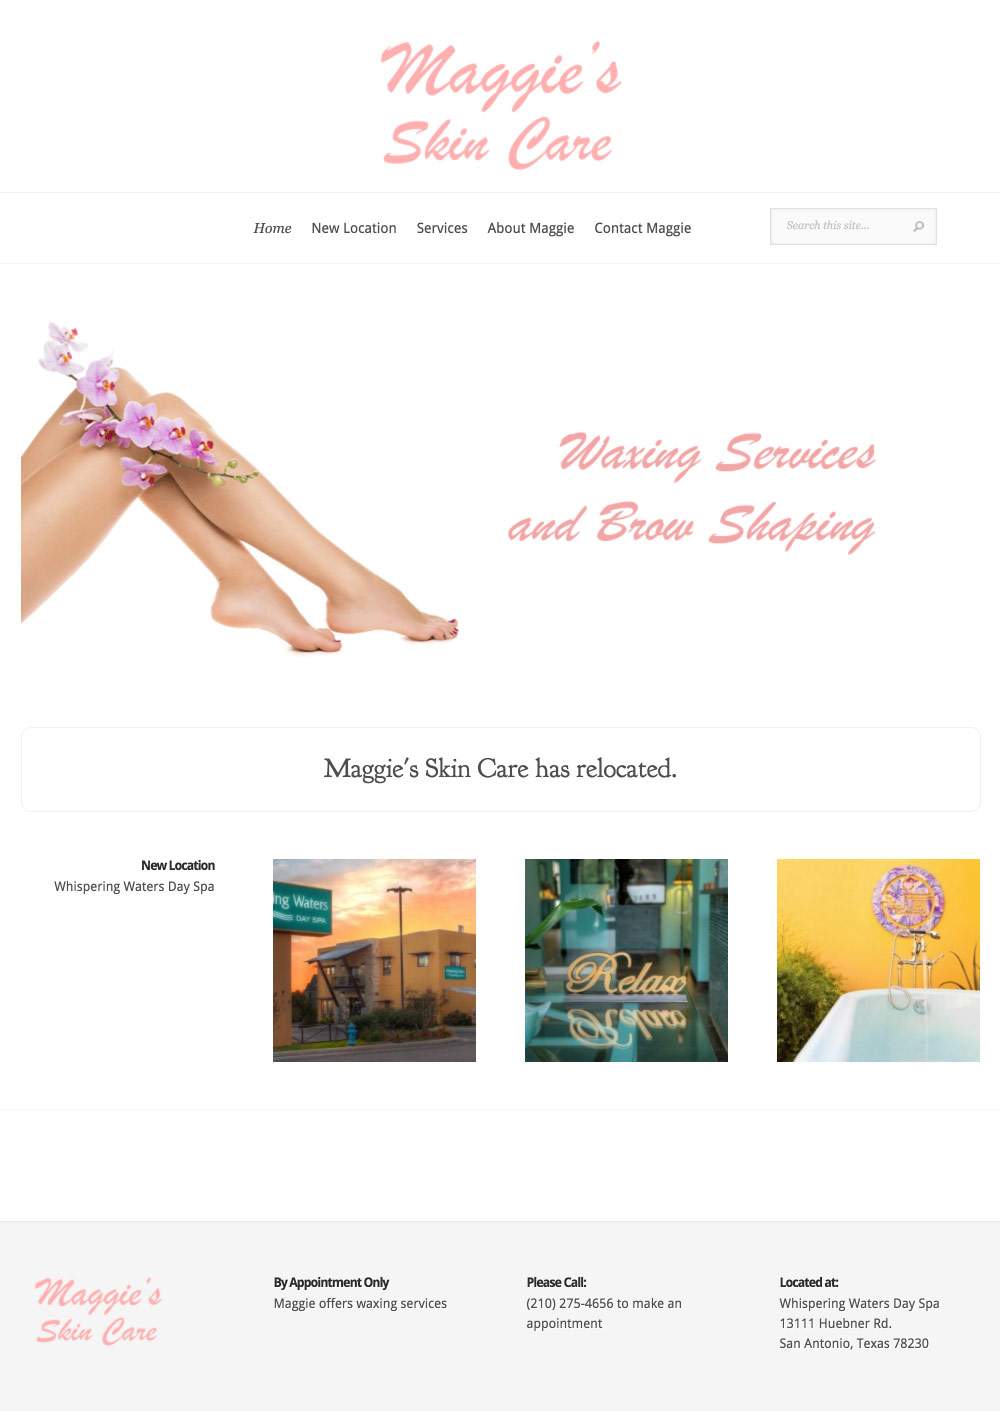 Maggie's
Skin Care
Home New Location Services About Maggie Contact Maggie
Search this site...
Waxing Services
and Brow Shaping
Maggie's Skin Care has relocated.
New Location
Whispering Waters Day Spa
ng Waters
DAY SPA
Relax
Maggie's
Skin Care
By Appointment Only
Maggie offers waxing services
Please Call:
(210) 275-4656 to make an
appointment
Located at:
Whispering Waters Day Spa
13111 Huebner Rd.
San Antonio, Texas 78230